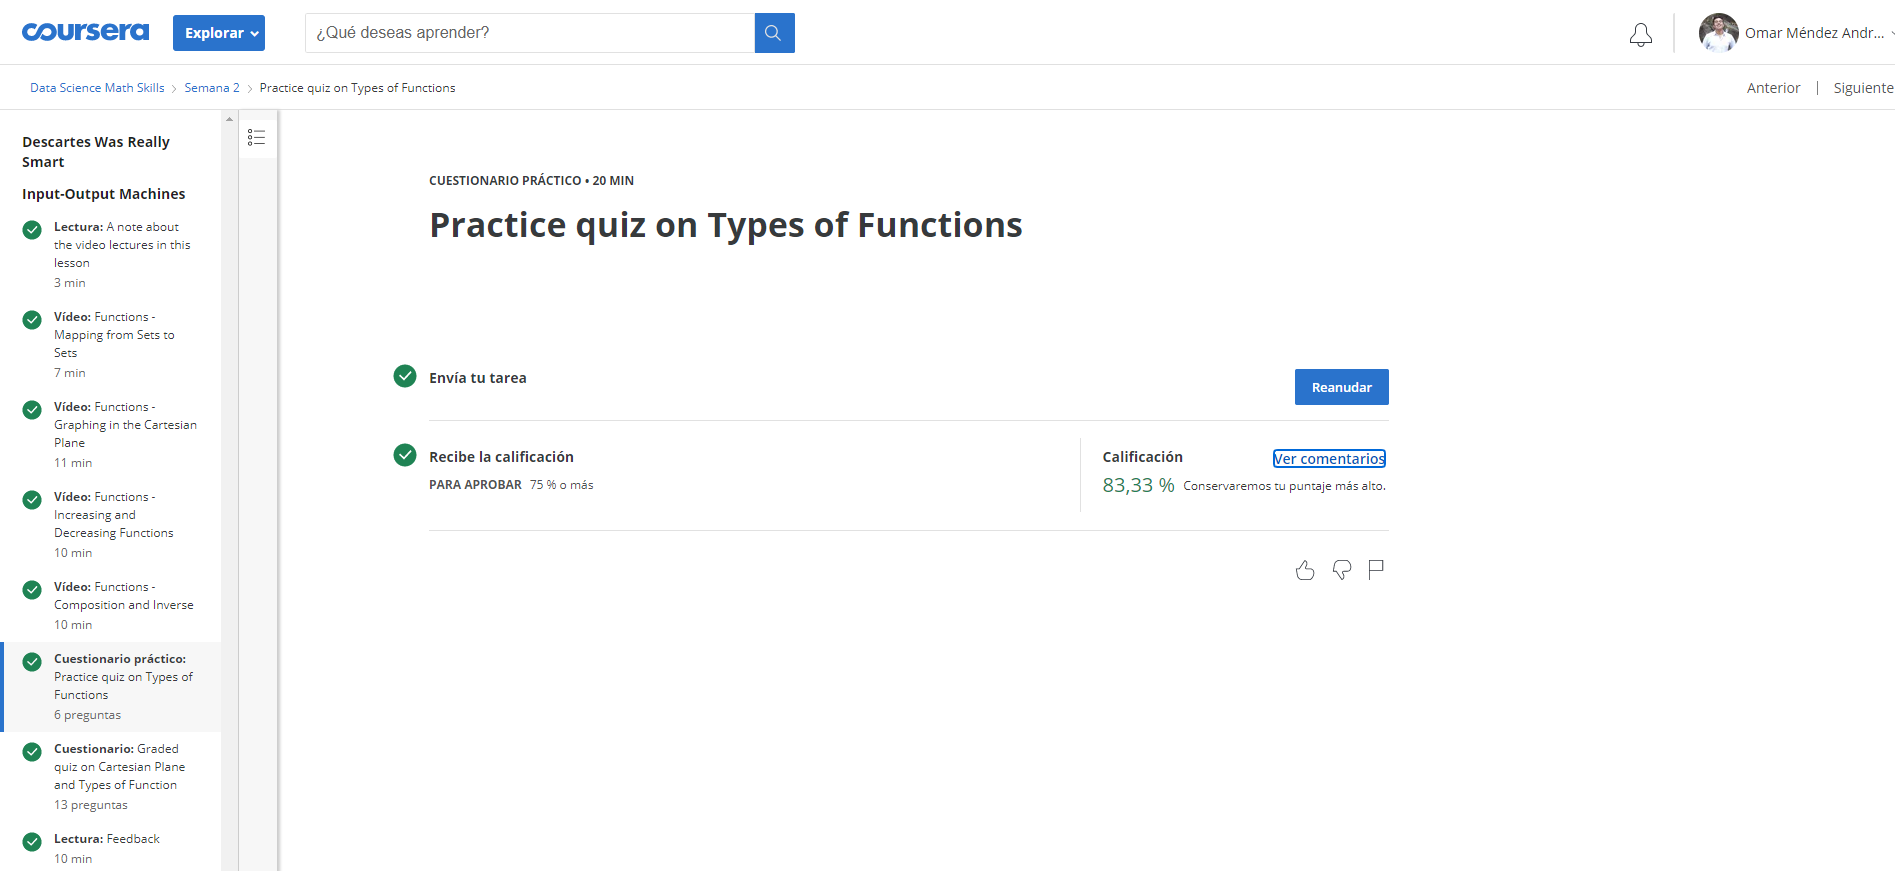 coursera
Explorar
¿Qué deseas aprender?
Omar Méndez Andr...
Data Science Math Skills
Semana 2
Practice quiz on Types of Functions
Anterior
Siguiente
Descartes Was Really
Smart
Input-Output Machines
Lectura: A note about
the video lectures in this
lesson
3 min
Vídeo: Functions -
Mapping from Sets to
Sets
7 min
Vídeo: Functions -
Graphing in the Cartesian
Plane
11 min
Vídeo: Functions -
Increasing and
Decreasing Functions
10 min
Vídeo: Functions -
Composition and Inverse
10 min
Cuestionario práctico:
Practice quiz on Types of
Functions
6 preguntas
Cuestionario: Graded
quiz on Cartesian Plane
and Types of Function
13 preguntas
Lectura: Feedback
10 min
CUESTIONARIO PRÁCTICO • 20 MIN
Practice quiz on Types of Functions
Envía tu tarea
Reanudar
Recibe la calificación
PARA APROBAR 75 % o más
Calificación
Ver comentarios
83,33 % Conservaremos tu puntaje más alto.